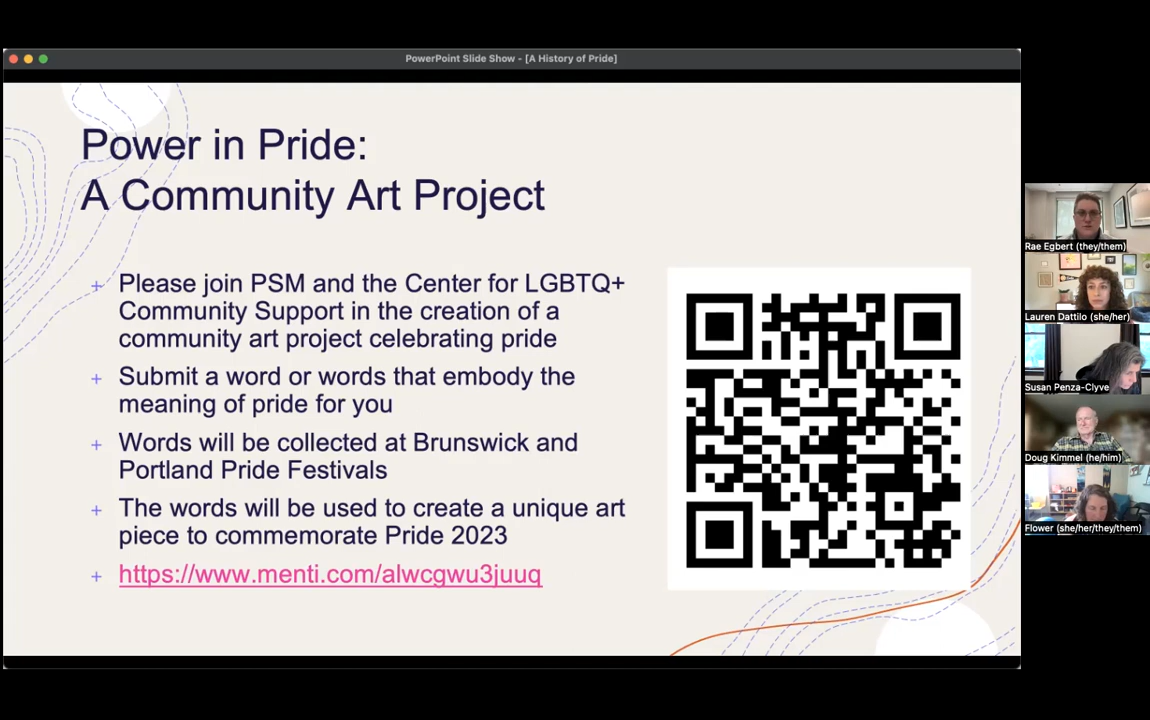 PowerPoint Slide Show - [A History of Pride]
Power in Pride:
A Community Art Project
+ Please join PSM and the Center for LGBTQ+
Community Support in the creation of a
community art project celebrating pride
+ Submit a word or words that embody the
meaning of pride for you
+ Words will be collected at Brunswick and
Portland Pride Festivals
+ The words will be used to create a unique art
piece to commemorate Pride 2023
+ https://www.menti.com/alwcgwu3juuq
Rae Egbert (they/them)
Lauren Dattilo (she/her)
Susan Penza-Clyve
Doug Kimmel (he/him)
Flower (she/her/they/them)